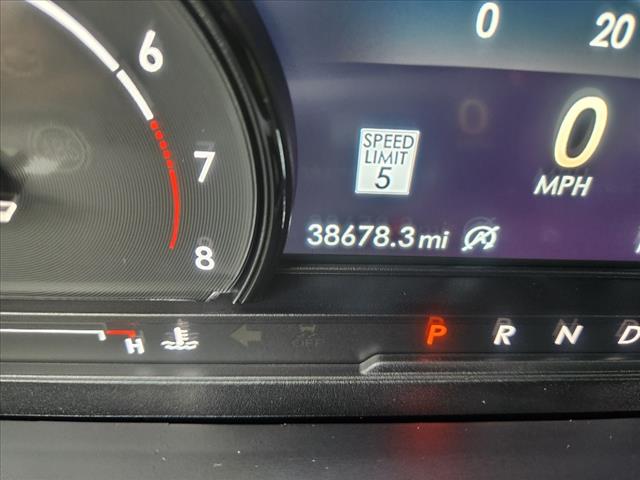 6
7
8
0 20
SPEED
LIMIT
5
0
MPH
38678.3 mi
H
OFF
P R N D